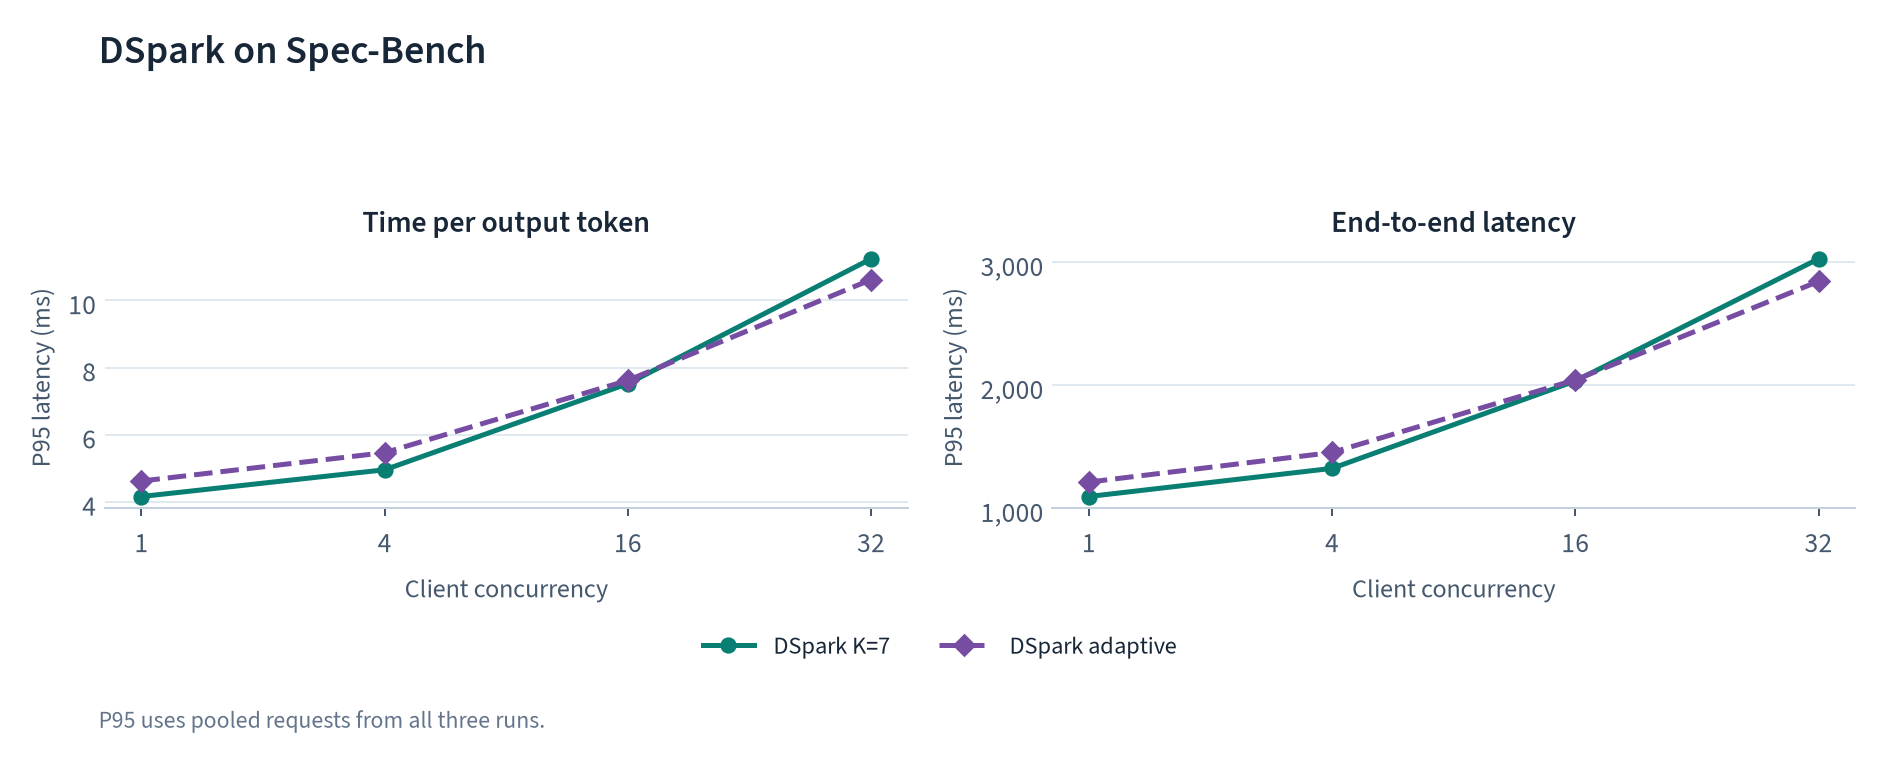 DSpark on Spec-Bench
Time per output token
P95 latency (ms)
10
8
6
4
1
4
16
32
Client concurrency
End-to-end latency
P95 latency (ms)
3,000
2,000
1,000
1
4
16
32
Client concurrency
DSpark K=7
DSpark adaptive
P95 uses pooled requests from all three runs.